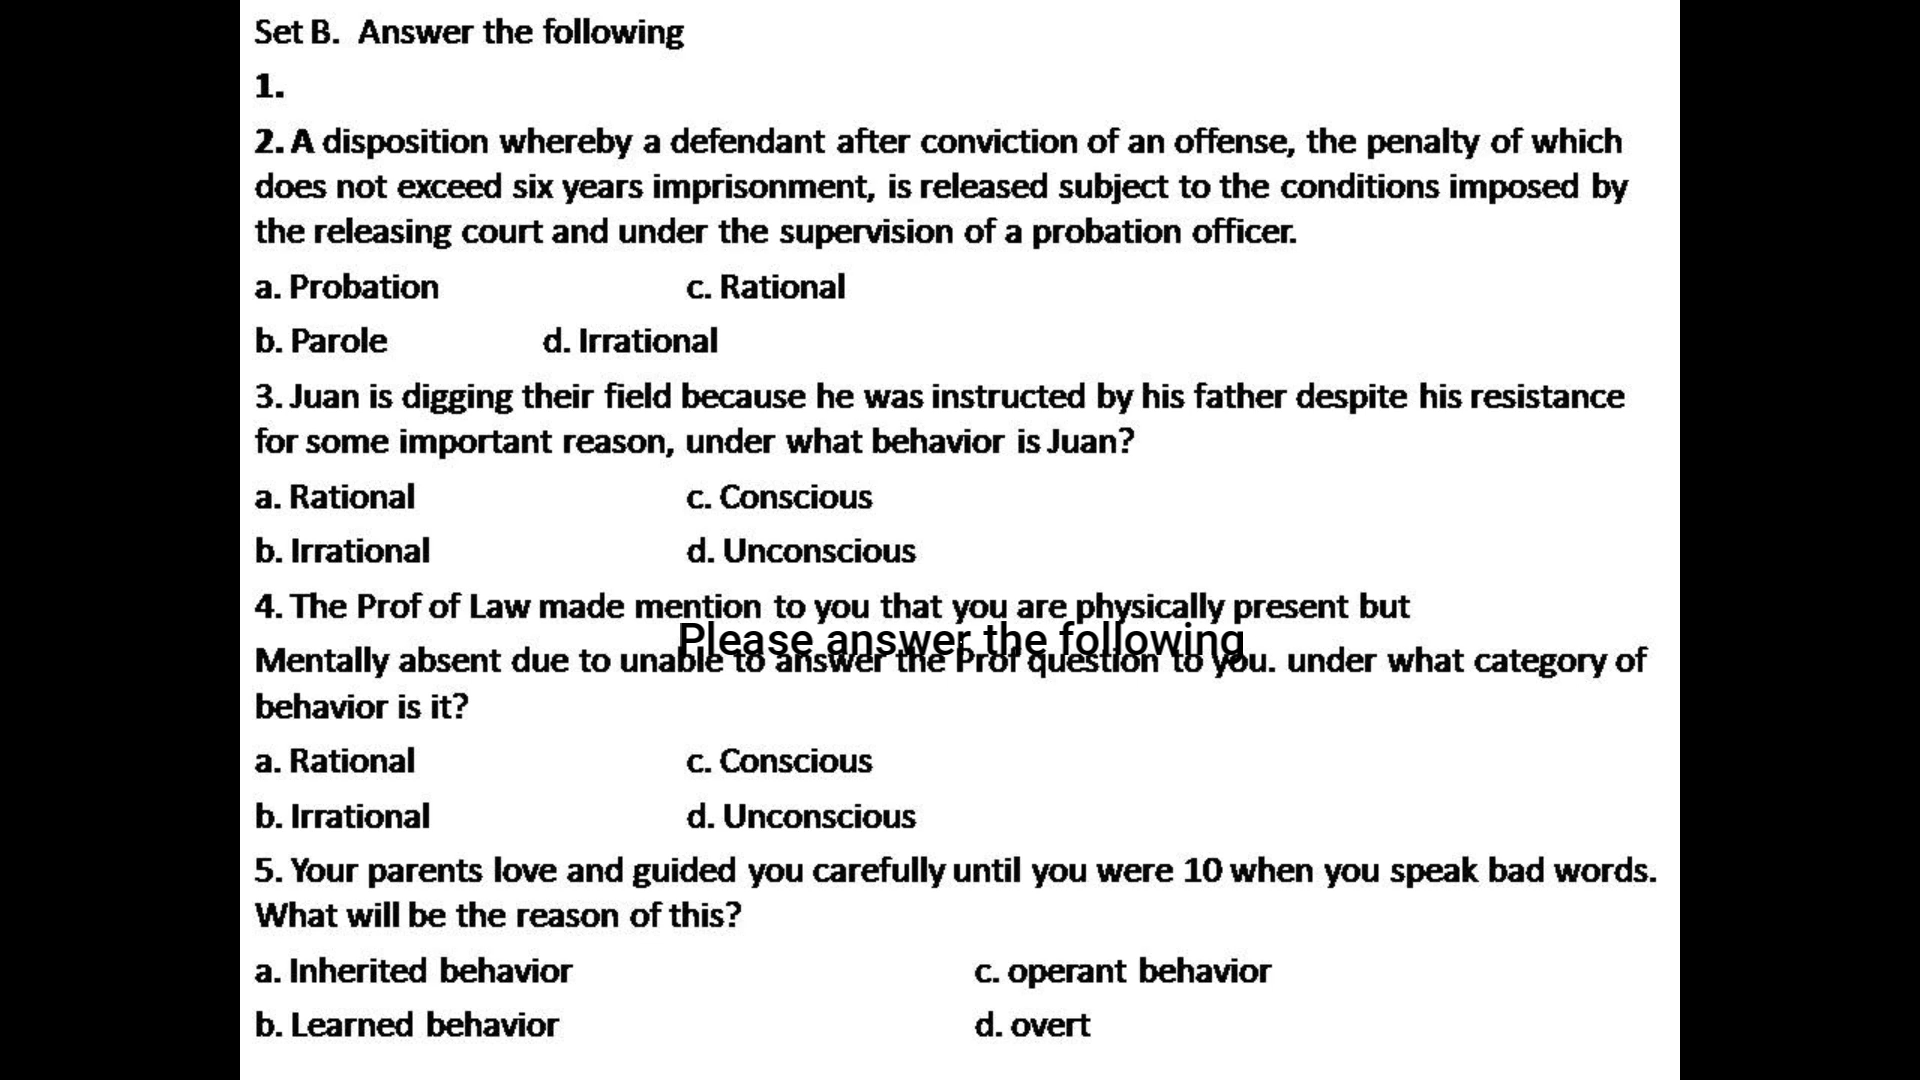 Set B. Answer the following
1.
2. A disposition whereby a defendant after conviction of an offense, the penalty of which
does not exceed six years imprisonment, is released subject to the conditions imposed by
the releasing court and under the supervision of a probation officer.
a. Probation c. Rational
b. Parole d. Irrational
3. Juan is digging their field because he was instructed by his father despite his resistance
for some important reason, under what behavior is Juan?
a. Rational c. Conscious
b. Irrational d. Unconscious
4. The Prof of Law made mention to you that you are physically present but
Please answer the following
Mentally absent due to unable to answer the Prof question to you. under what category of
behavior is it?
a. Rational c. Conscious
b. Irrational d. Unconscious
5. Your parents love and guided you carefully until you were 10 when you speak bad words.
What will be the reason of this?
a. Inherited behavior c. operant behavior
b. Learned behavior d. overt